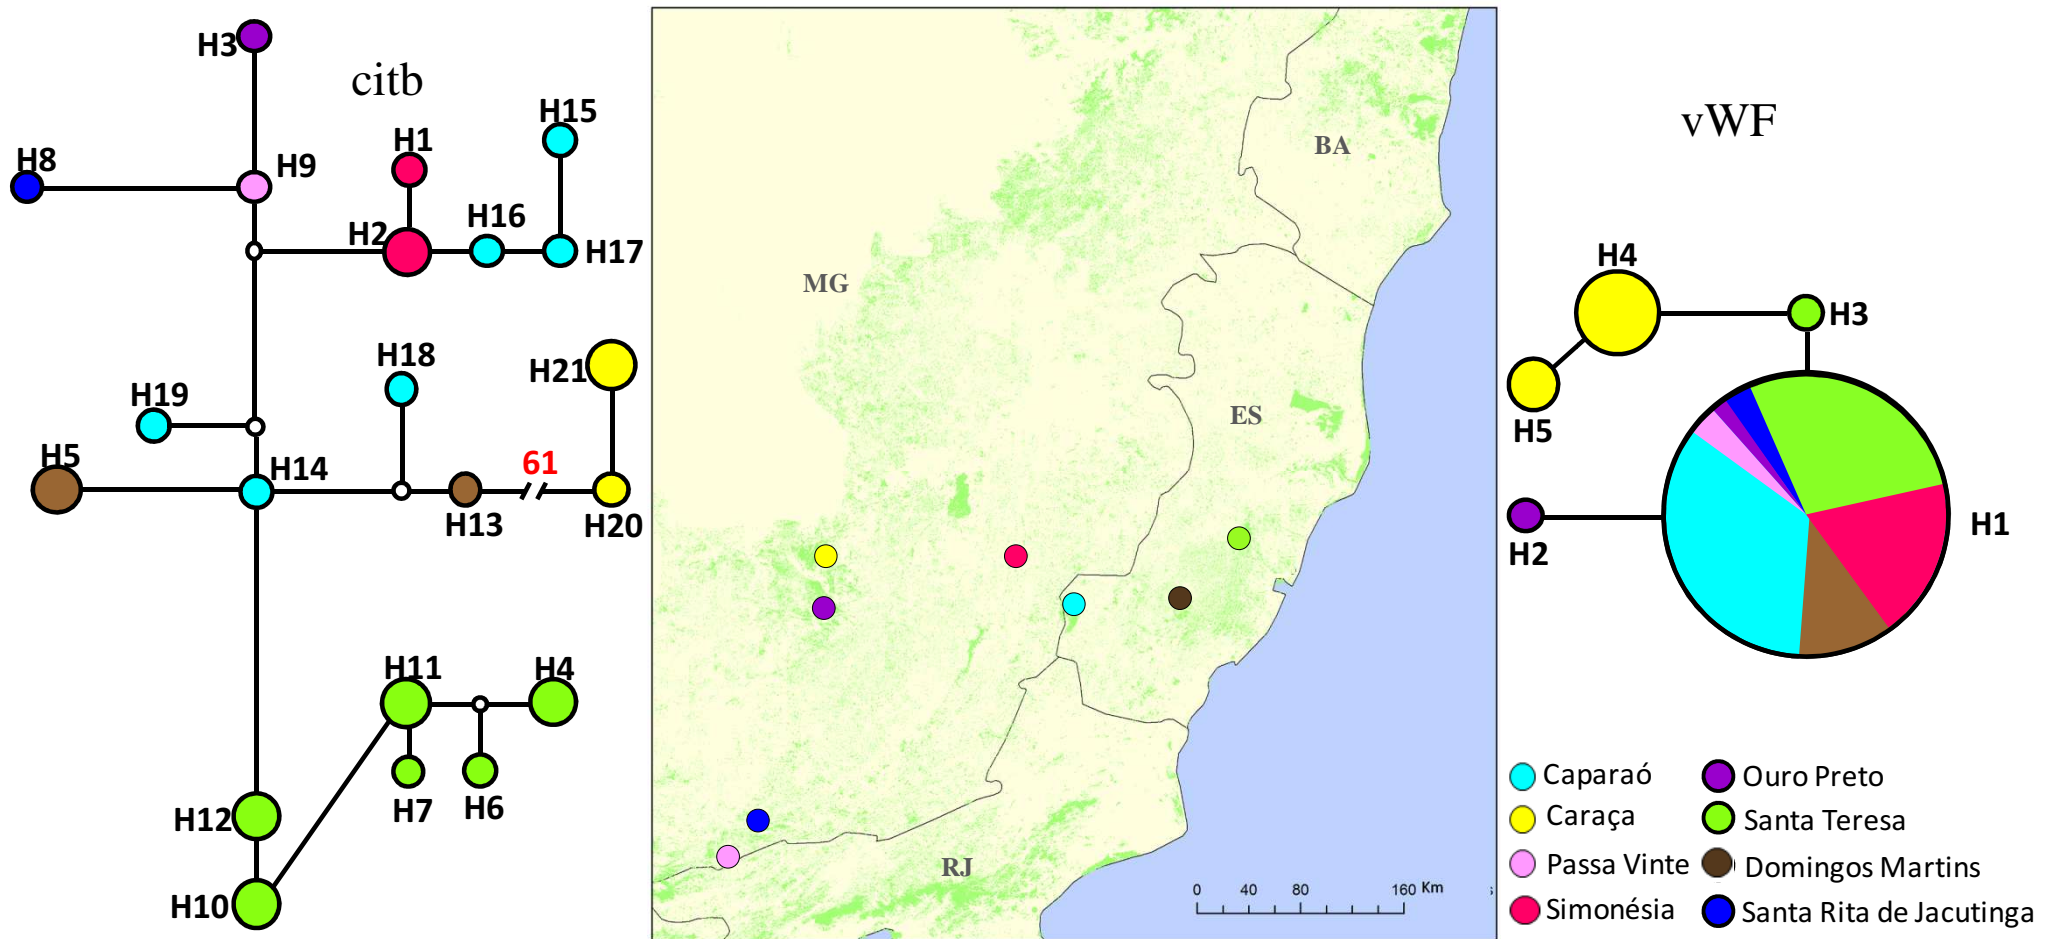 H3
citb
H15
H1
H8
H9
H16
H2
H17
H18
H21
H19
H5
H14
61
H13
H20
H11
H4
H12
H7
H6
H10
BA
MG
ES
RJ
0 40 80 160 Km
vWF
H4
H3
H5
H1
H2
Caparaó
Ouro Preto
Caraça
Santa Teresa
Passa Vinte
Domingos Martins
Simonésia
Santa Rita de Jacutinga